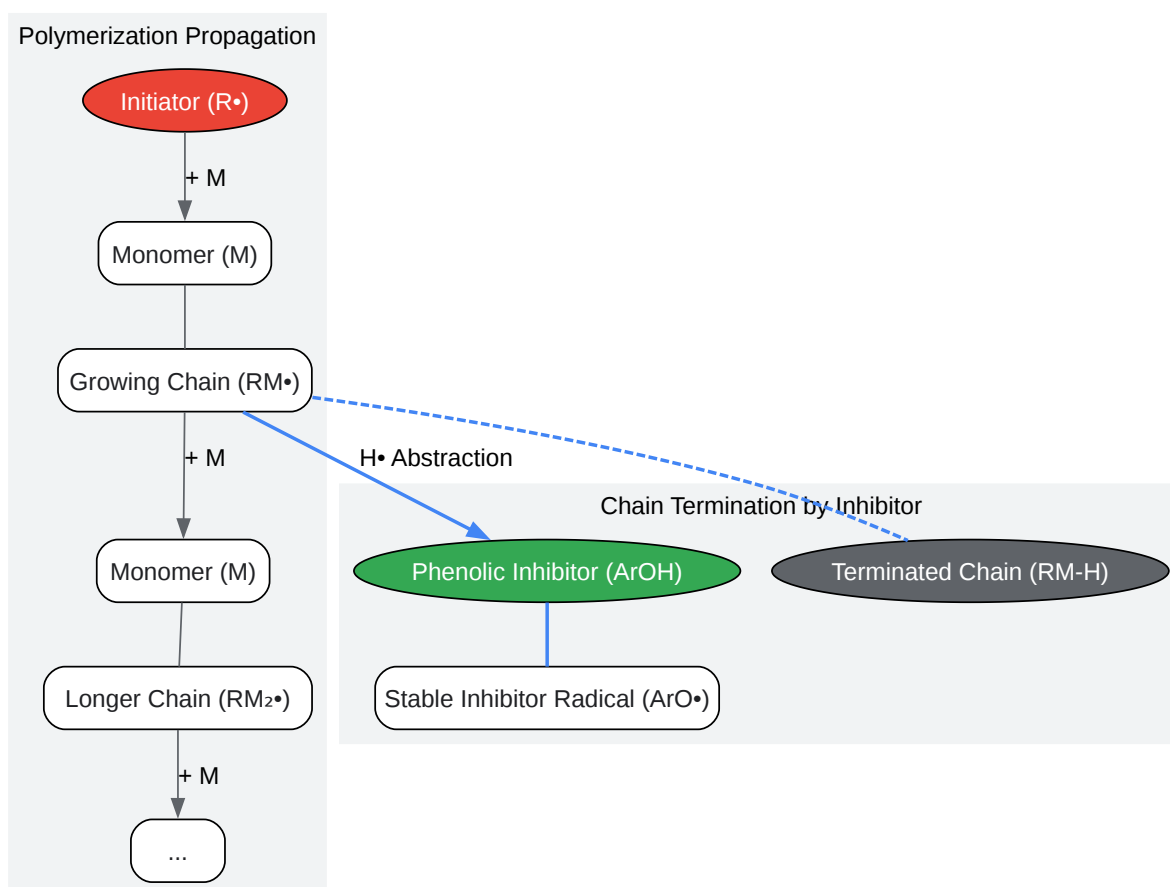 Polymerization Propagation
Initiator (R•)
+ M
Monomer (M)
Growing Chain (RM•)
+ M
H• Abstraction
Chain Termination by Inhibitor
Monomer (M)
Phenolic Inhibitor (ArOH)
Terminated Chain (RM-H)
Longer Chain (RM₂•)
Stable Inhibitor Radical (ArO•)
+ M
...